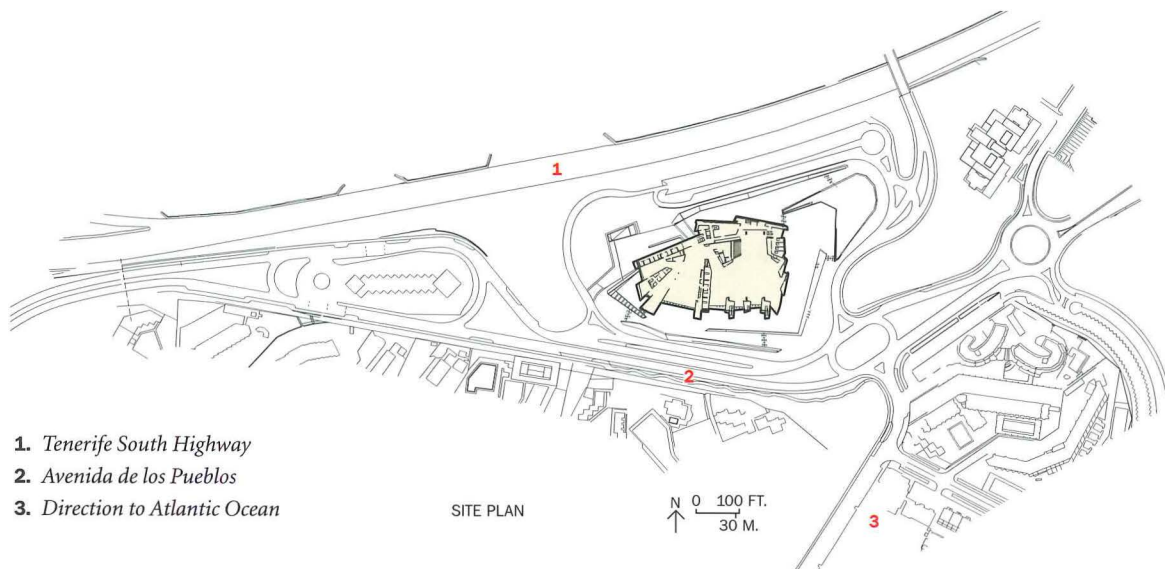 1
2
1. Tenerife South Highway
2. Avenida de los Pueblos
3. Direction to Atlantic Ocean
SITE PLAN
N 0 100 FT.
30 M.
3